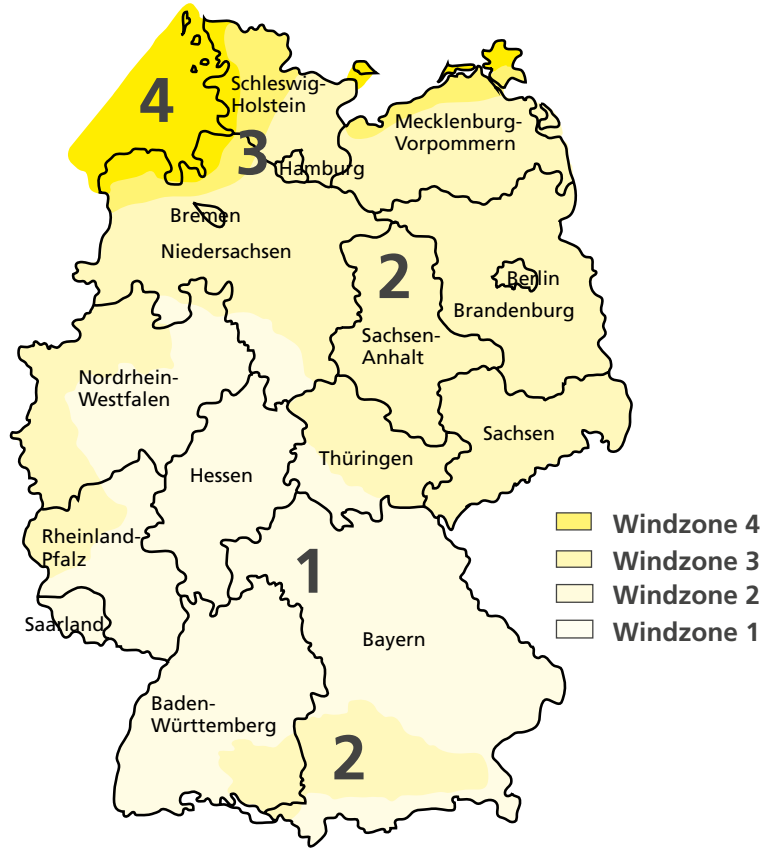 4
Schleswig-
Holstein
3
Hamburg
Mecklenburg-
Vorpommern
Bremen
Niedersachsen
2
Berlin
Brandenburg
Sachsen-
Anhalt
Nordrhein-
Westfalen
Hessen
Thüringen
Sachsen
Rheinland-
Pfalz
1
Saarland
Bayern
Baden-
Württemberg
2
Windzone 4
Windzone 3
Windzone 2
Windzone 1